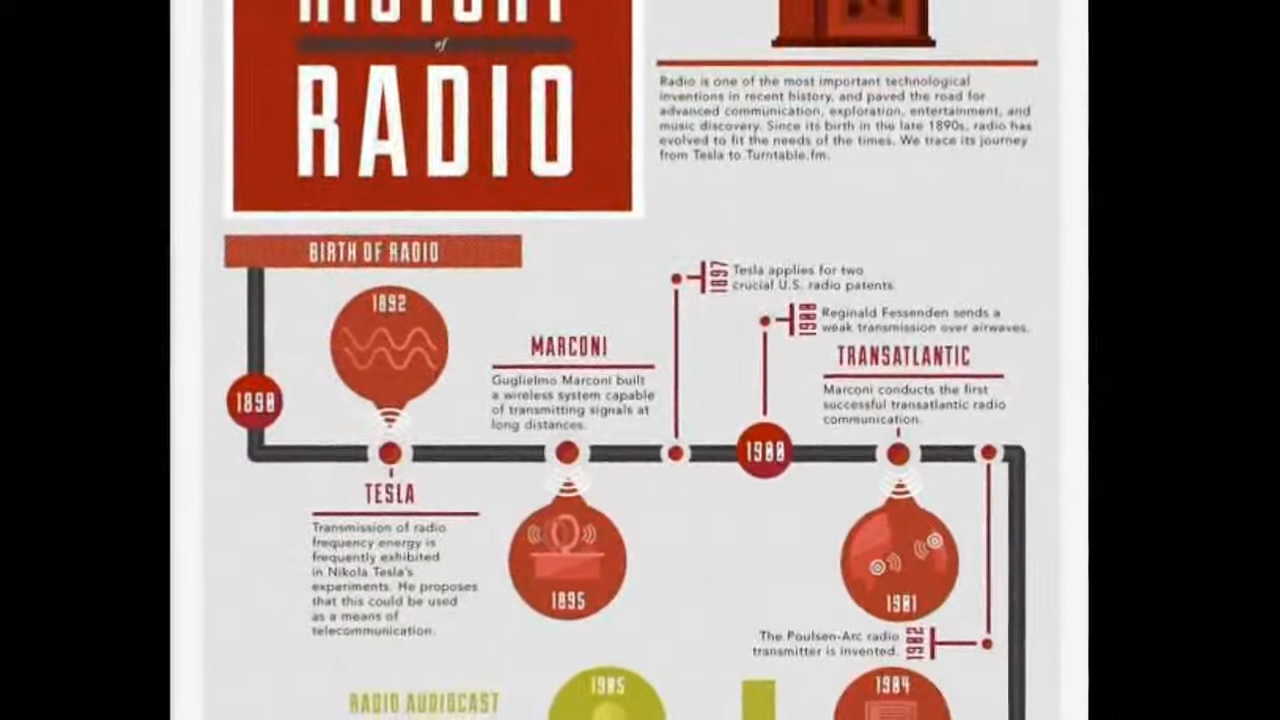 HISTORY
of
RADIO
Radio is one of the most important technological
inventions in recent history, and paved the road for
advanced communication, exploration, entertainment, and
music discovery. Since its birth in the late 1890s, radio has
evolved to fit the needs of the times. We trace its journey
from Tesla to Turntable.fm.
BIRTH OF RADIO
1890
1892
TESLA
Transmission of radio
frequency energy is
frequently exhibited
in Nikola Tesla's
experiments. He proposes
that this could be used
as a means of
telecommunication.
MARCONI
Guglielmo Marconi built
a wireless system capable
of transmitting signals at
long distances.
1895
1897
Tesla applies for two
crucial U.S. radio patents.
1900
Reginald Fessenden sends a
weak transmission over airwaves.
1900
TRANSATLANTIC
Marconi conducts the first
successful transatlantic radio
communication.
1901
The Poulsen-Arc radio
transmitter is invented.
1902
RADIO AUDIOCAST
1905
1904